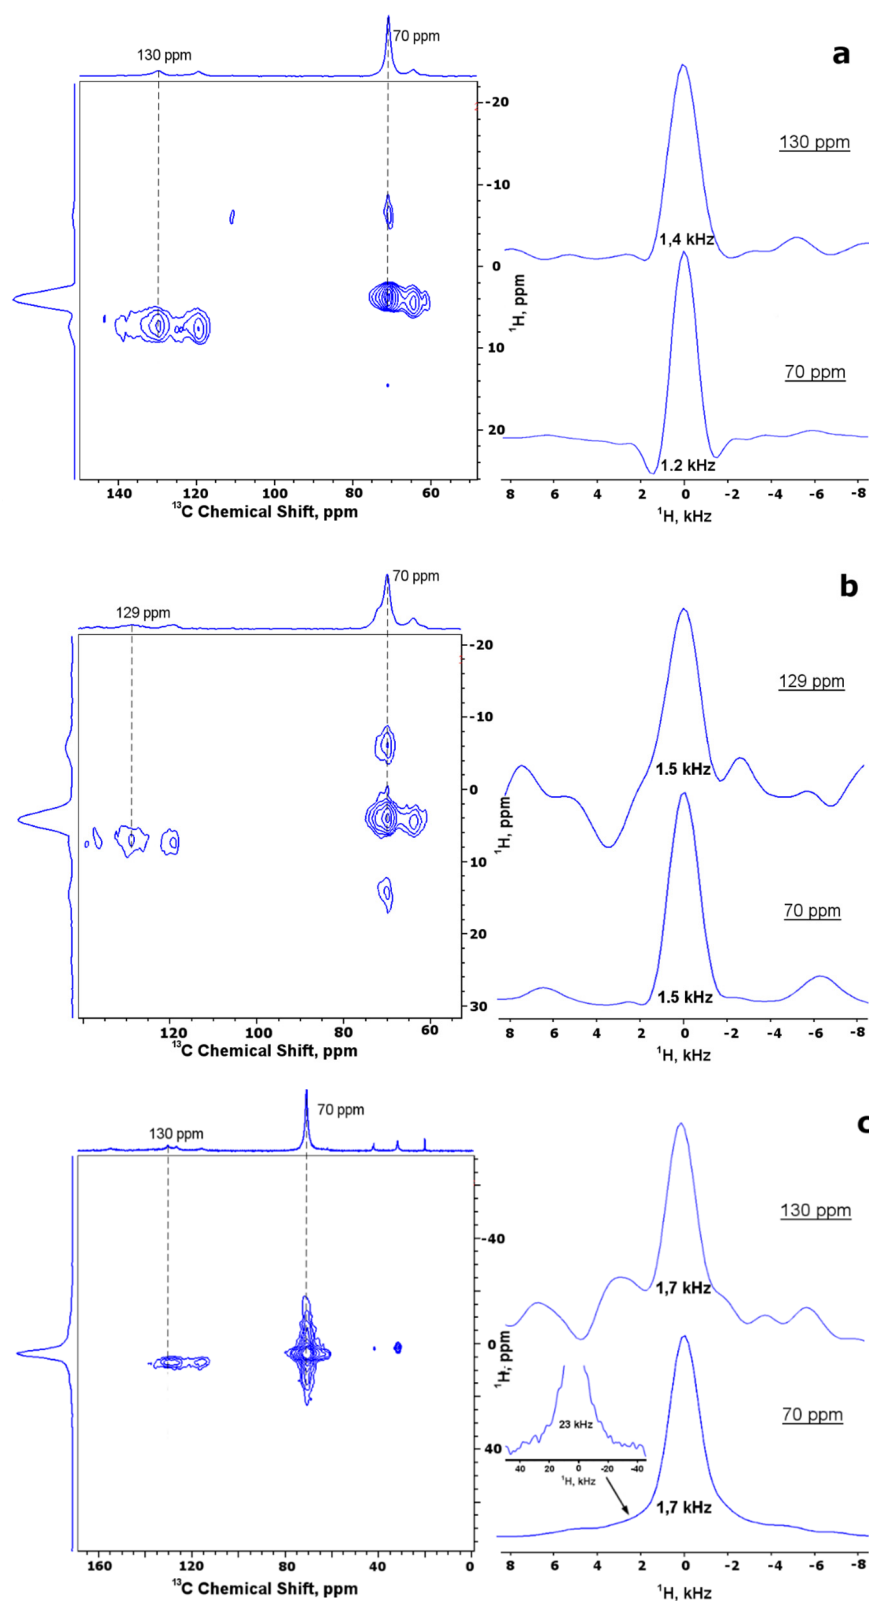 a
130 ppm
70 ppm
-20
-10
0
10
20
¹H, ppm
140 120 100 80 60
¹³C Chemical Shift, ppm
130 ppm
1,4 kHz
70 ppm
1.2 kHz
8 6 4 2 0 -2 -4 -6 -8
¹H, kHz
b
129 ppm
70 ppm
-20
-10
0
10
20
30
¹H, ppm
120 100 80 60
¹³C Chemical Shift, ppm
129 ppm
1.5 kHz
70 ppm
1.5 kHz
8 6 4 2 0 -2 -4 -6 -8
¹H, kHz
c
130 ppm
70 ppm
-40
0
40
¹H, ppm
160 120 80 40 0
¹³C Chemical Shift, ppm
130 ppm
1,7 kHz
70 ppm
23 kHz
40 20 0 -20 -40
¹H, kHz
1,7 kHz
8 6 4 2 0 -2 -4 -6 -8
¹H, kHz